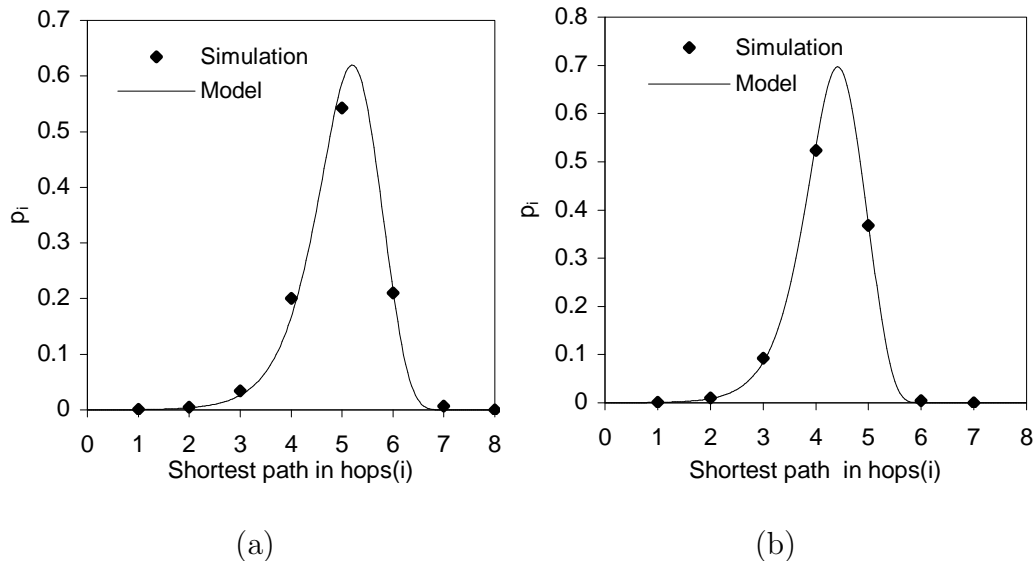 0.7
0.6
0.5
0.4
0.3
0.2
0.1
0
p_i
Simulation
Model
0 1 2 3 4 5 6 7 8
Shortest path in hops(i)
(a)
0.8
0.7
0.6
0.5
0.4
0.3
0.2
0.1
0
p_i
Simulation
Model
0 1 2 3 4 5 6 7 8
Shortest path in hops(i)
(b)